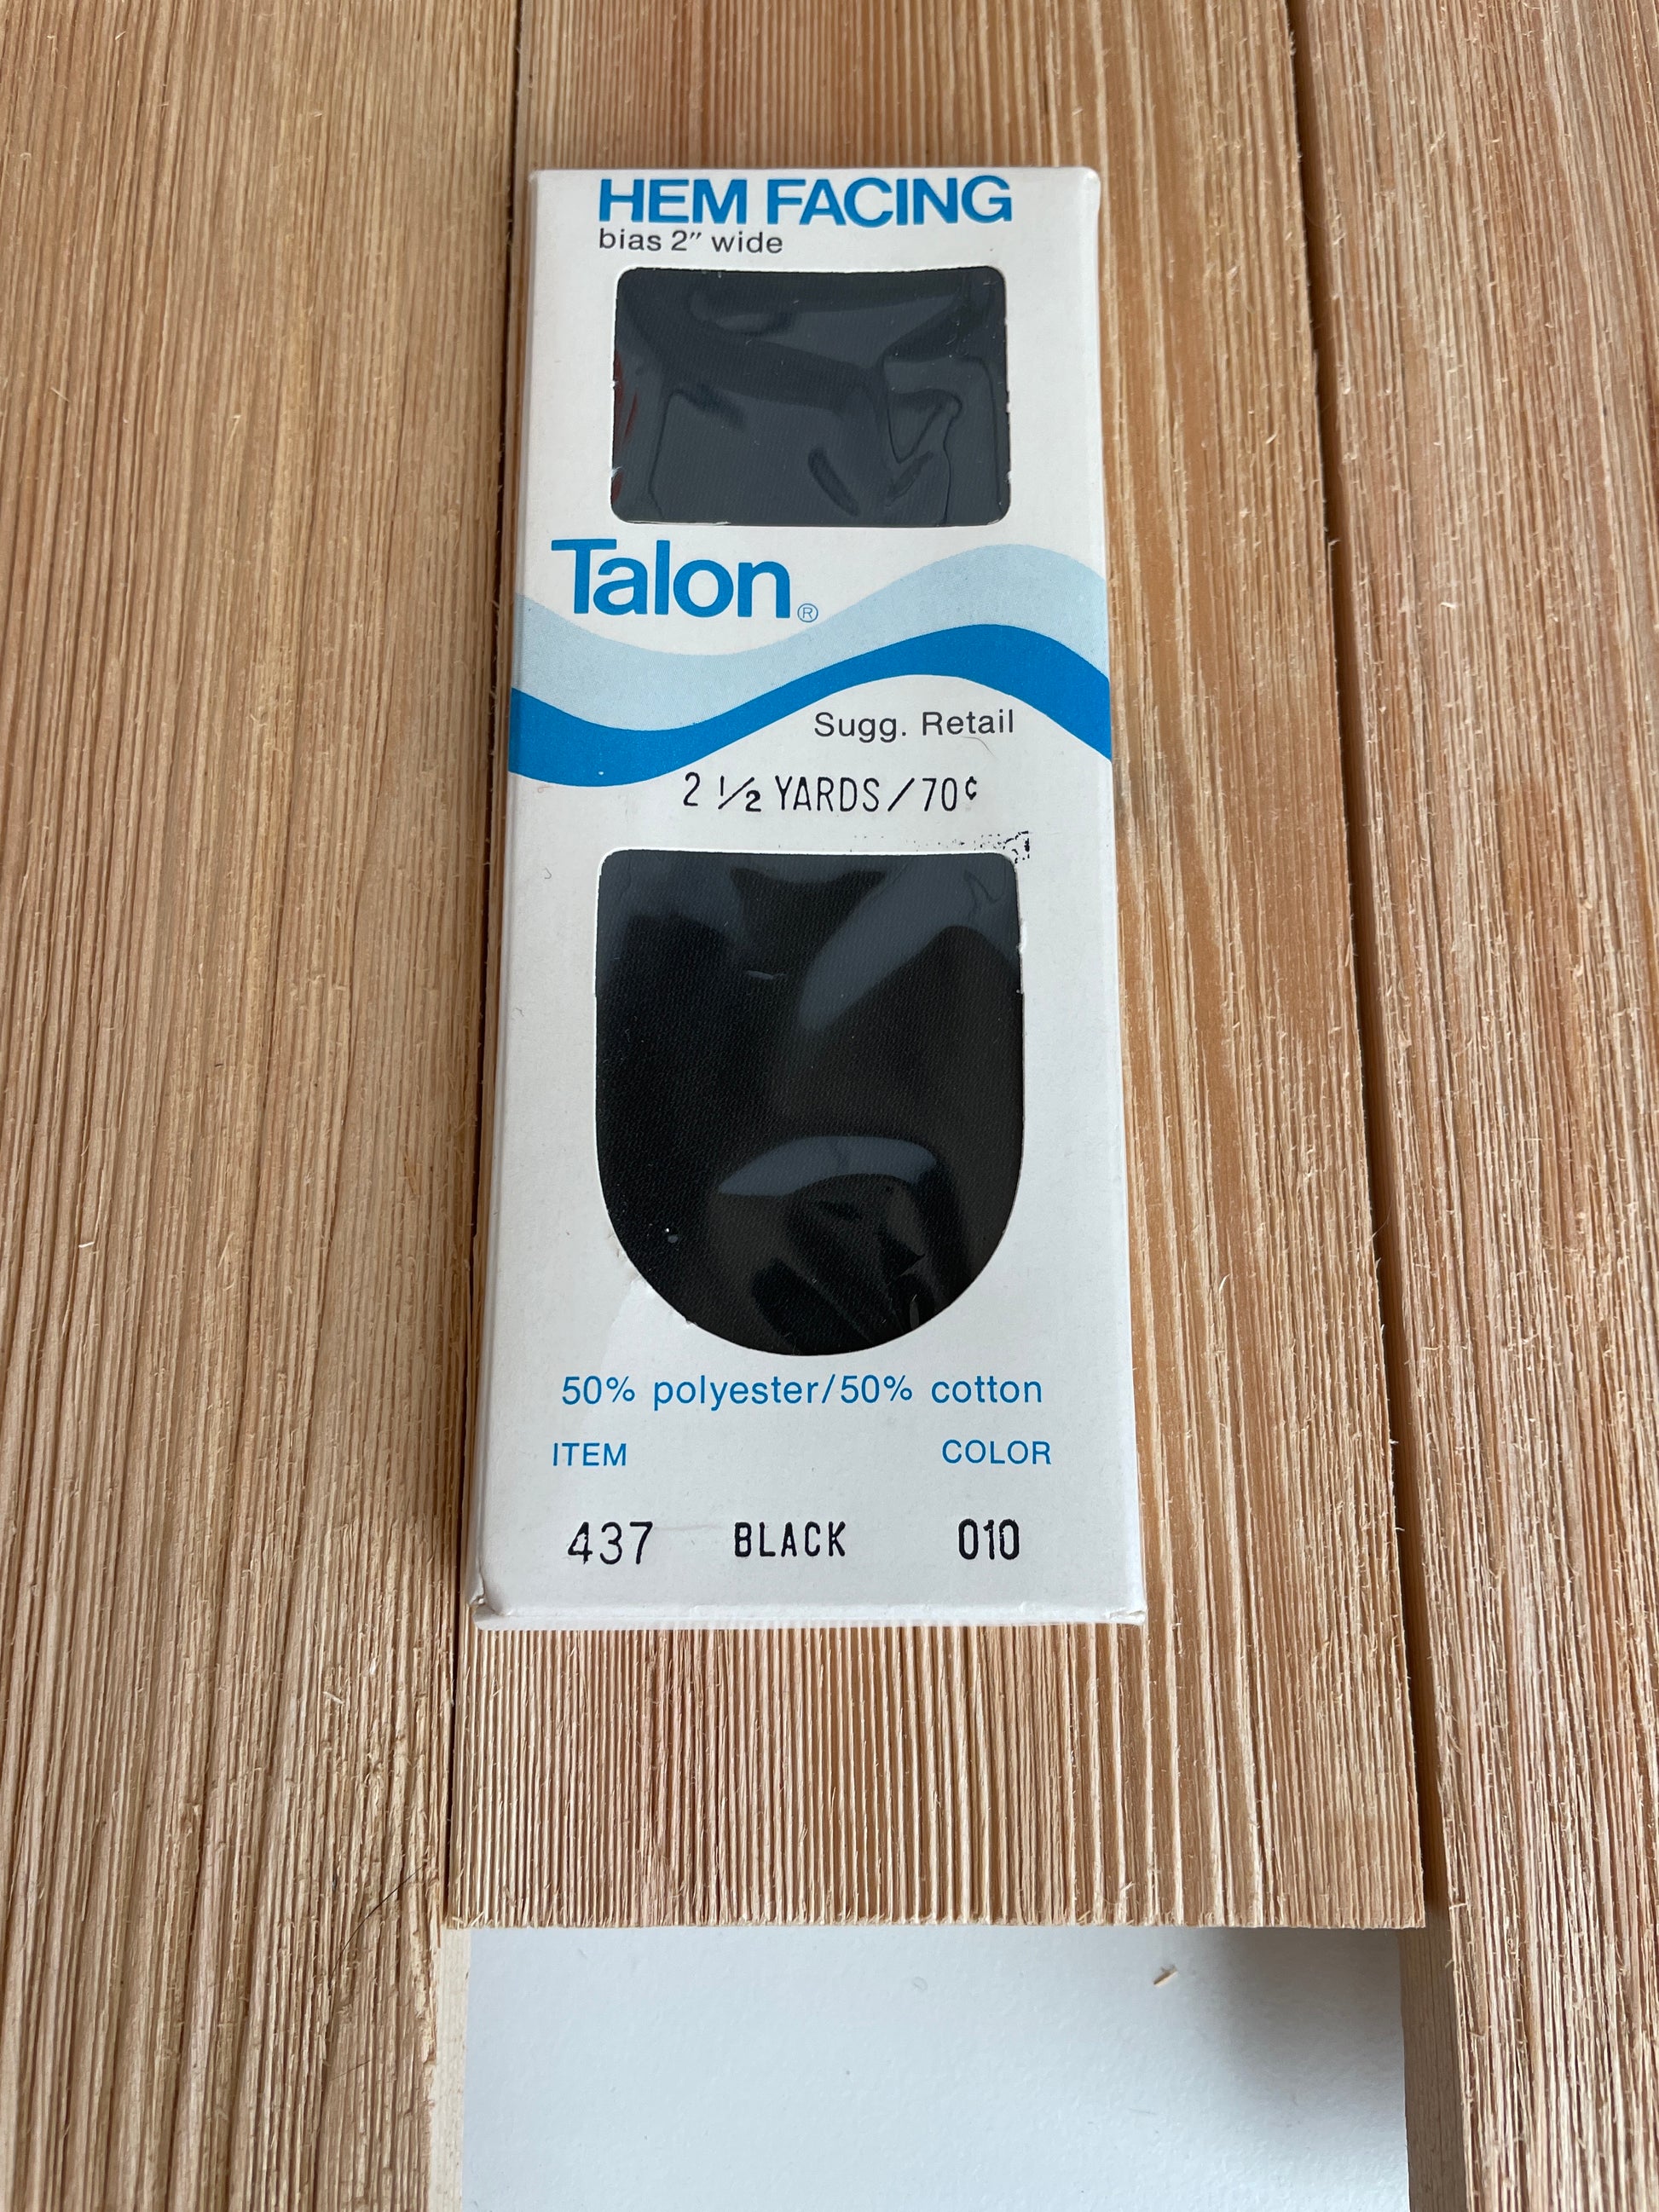 HEM FACING
bias 2" wide
Talon®
Sugg. Retail
2 ½ YARDS/70¢
50% polyester/50% cotton
ITEM COLOR
437 BLACK 010